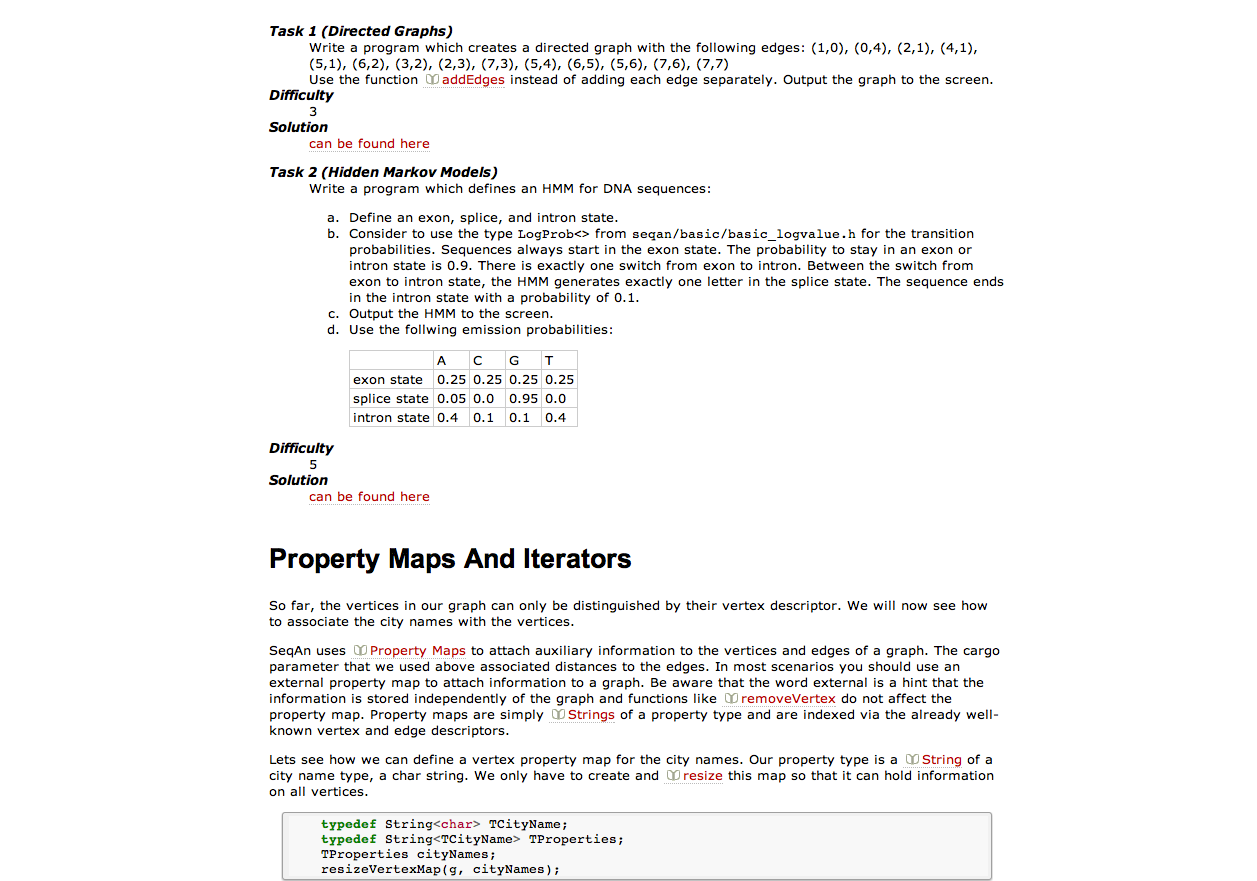 Task 1 (Directed Graphs)
Write a program which creates a directed graph with the following edges: (1,0), (0,4), (2,1), (4,1),
(5,1), (6,2), (3,2), (2,3), (7,3), (5,4), (6,5), (5,6), (7,6), (7,7)
Use the function addEdges instead of adding each edge separately. Output the graph to the screen.
Difficulty
3
Solution
can be found here
Task 2 (Hidden Markov Models)
Write a program which defines an HMM for DNA sequences:
a. Define an exon, splice, and intron state.
b. Consider to use the type LogProb<> from seqan/basic/basic_logvalue.h for the transition
probabilities. Sequences always start in the exon state. The probability to stay in an exon or
intron state is 0.9. There is exactly one switch from exon to intron. Between the switch from
exon to intron state, the HMM generates exactly one letter in the splice state. The sequence ends
in the intron state with a probability of 0.1.
c. Output the HMM to the screen.
d. Use the follwing emission probabilities:
A C G T
exon state 0.25 0.25 0.25 0.25
splice state 0.05 0.0 0.95 0.0
intron state 0.4 0.1 0.1 0.4
Difficulty
5
Solution
can be found here
Property Maps And Iterators
So far, the vertices in our graph can only be distinguished by their vertex descriptor. We will now see how
to associate the city names with the vertices.
SeqAn uses Property Maps to attach auxiliary information to the vertices and edges of a graph. The cargo
parameter that we used above associated distances to the edges. In most scenarios you should use an
external property map to attach information to a graph. Be aware that the word external is a hint that the
information is stored independently of the graph and functions like removeVertex do not affect the
property map. Property maps are simply Strings of a property type and are indexed via the already well-
known vertex and edge descriptors.
Lets see how we can define a vertex property map for the city names. Our property type is a String of a
city name type, a char string. We only have to create and resize this map so that it can hold information
on all vertices.
typedef String<char> TCityName;
typedef String<TCityName> TProperties;
TProperties cityNames;
resizeVertexMap(g, cityNames);